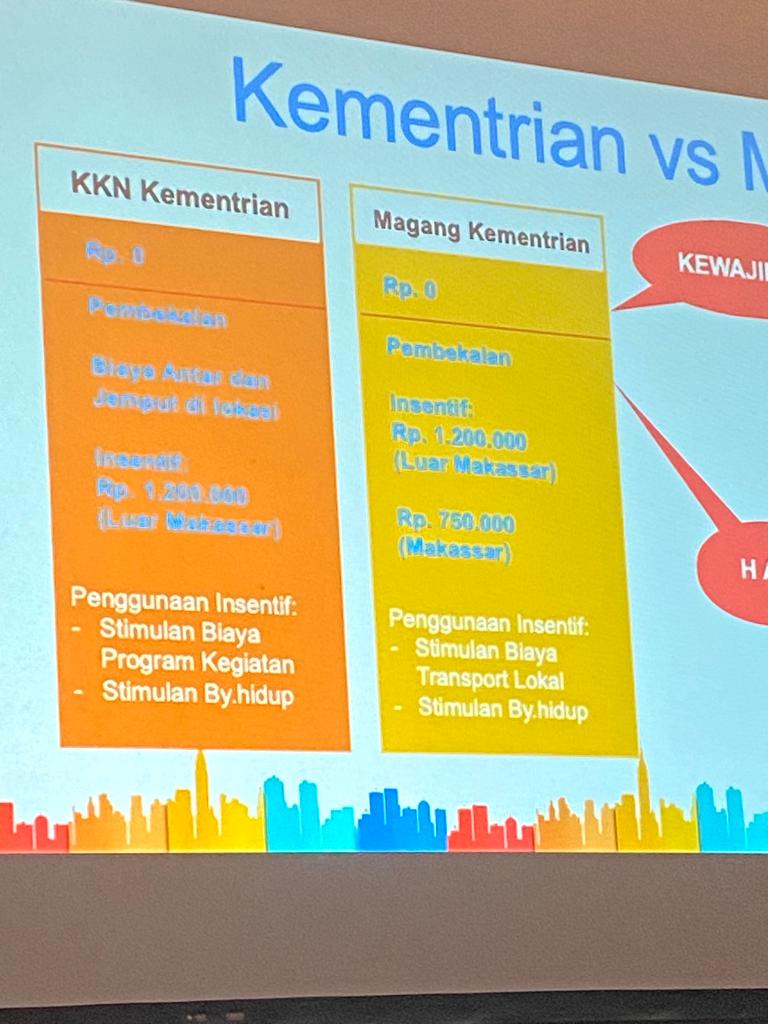 Kementrian vs M
KKN Kementrian
Rp. 0
Pembekalan
Biaya Antar dan
Jemput di lokasi
Insentif:
Rp. 1.200.000
(Luar Makassar)
Penggunaan Insentif:
- Stimulan Biaya
Program Kegiatan
- Stimulan By.hidup
Magang Kementrian
Rp. 0
Pembekalan
Insentif:
Rp. 1.200.000
(Luar Makassar)
Rp. 750.000
(Makassar)
Penggunaan Insentif:
- Stimulan Biaya
Transport Lokal
- Stimulan By.hidup
KEWAJI
HA